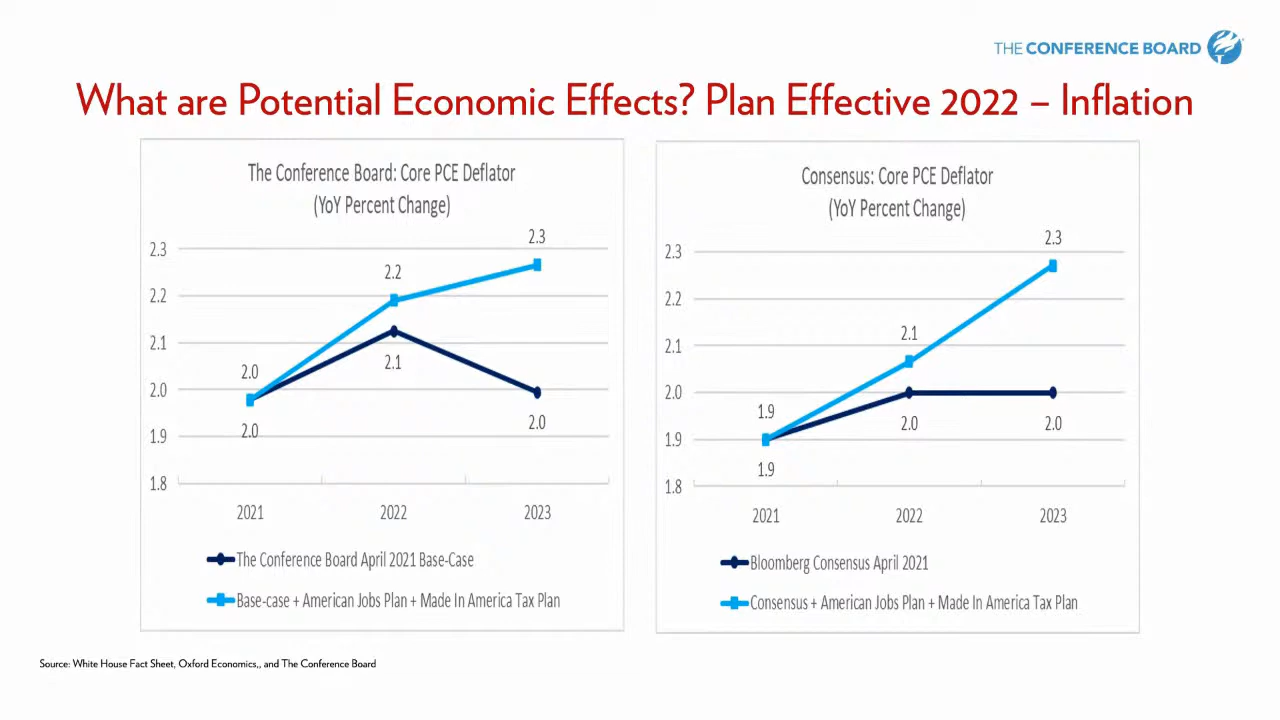 THE CONFERENCE BOARD
What are Potential Economic Effects? Plan Effective 2022 – Inflation
The Conference Board: Core PCE Deflator
(YoY Percent Change)
2.3
2.2
2.1
2.0
1.9
1.8
2.0
2.2
2.3
2.0
2.1
2.0
2021
2022
2023
The Conference Board April 2021 Base-Case
Base-case + American Jobs Plan + Made In America Tax Plan
Consensus: Core PCE Deflator
(YoY Percent Change)
2.3
2.2
2.1
2.0
1.9
1.8
1.9
2.1
2.3
1.9
2.0
2.0
2021
2022
2023
Bloomberg Consensus April 2021
Consensus + American Jobs Plan + Made In America Tax Plan
Source: White House Fact Sheet, Oxford Economics,, and The Conference Board